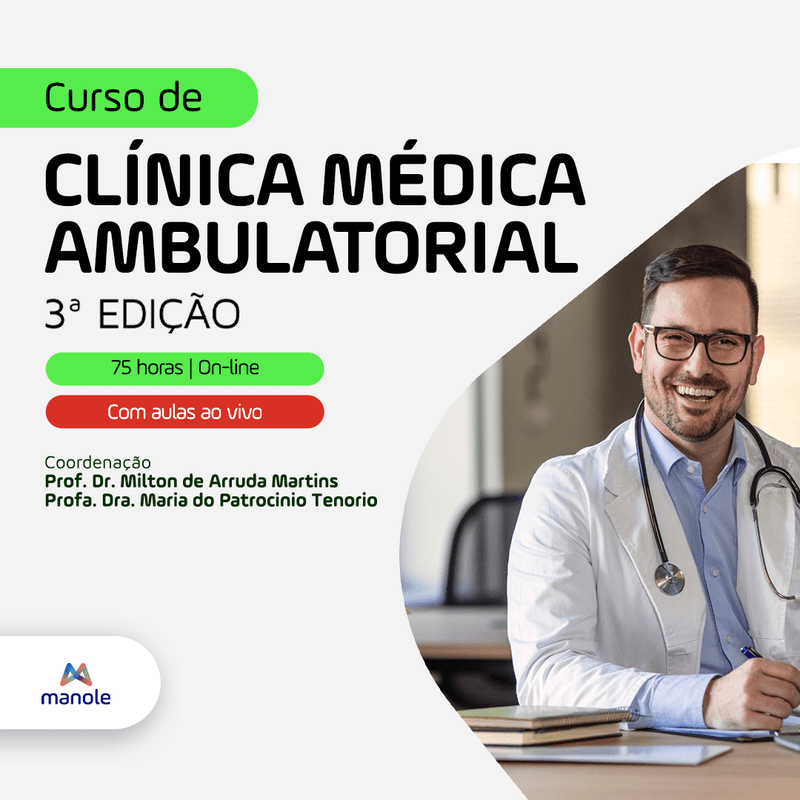 Curso de
CLÍNICA MÉDICA
AMBULATORIAL
3ª EDIÇÃO
75 horas | On-line
Com aulas ao vivo
Coordenação
Prof. Dr. Milton de Arruda Martins
Profa. Dra. Maria do Patrocinio Tenorio
manole